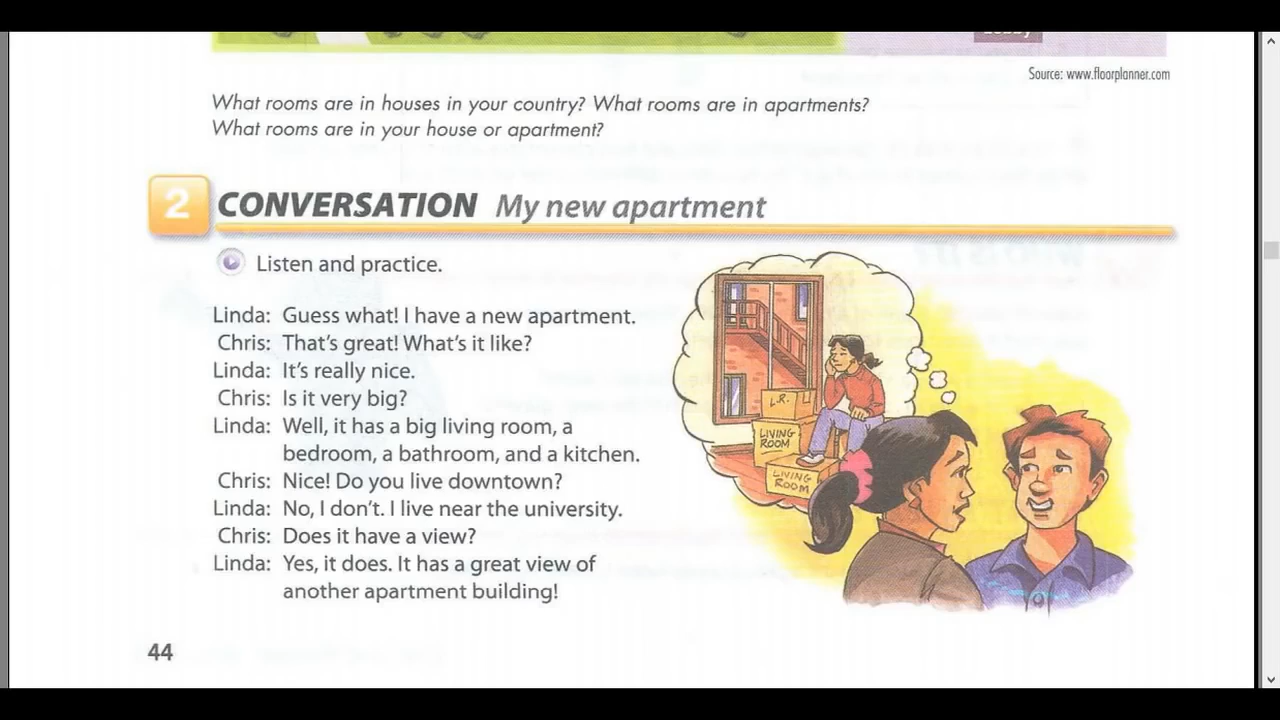 Lobby
Source: www.floorplanner.com
What rooms are in houses in your country? What rooms are in apartments?
What rooms are in your house or apartment?
2 CONVERSATION My new apartment
Listen and practice.
Linda: Guess what! I have a new apartment.
Chris: That's great! What's it like?
Linda: It's really nice.
Chris: Is it very big?
Linda: Well, it has a big living room, a
bedroom, a bathroom, and a kitchen.
Chris: Nice! Do you live downtown?
Linda: No, I don't. I live near the university.
Chris: Does it have a view?
Linda: Yes, it does. It has a great view of
another apartment building!
L.R.
LIVING
ROOM
LIVING
ROOM
44